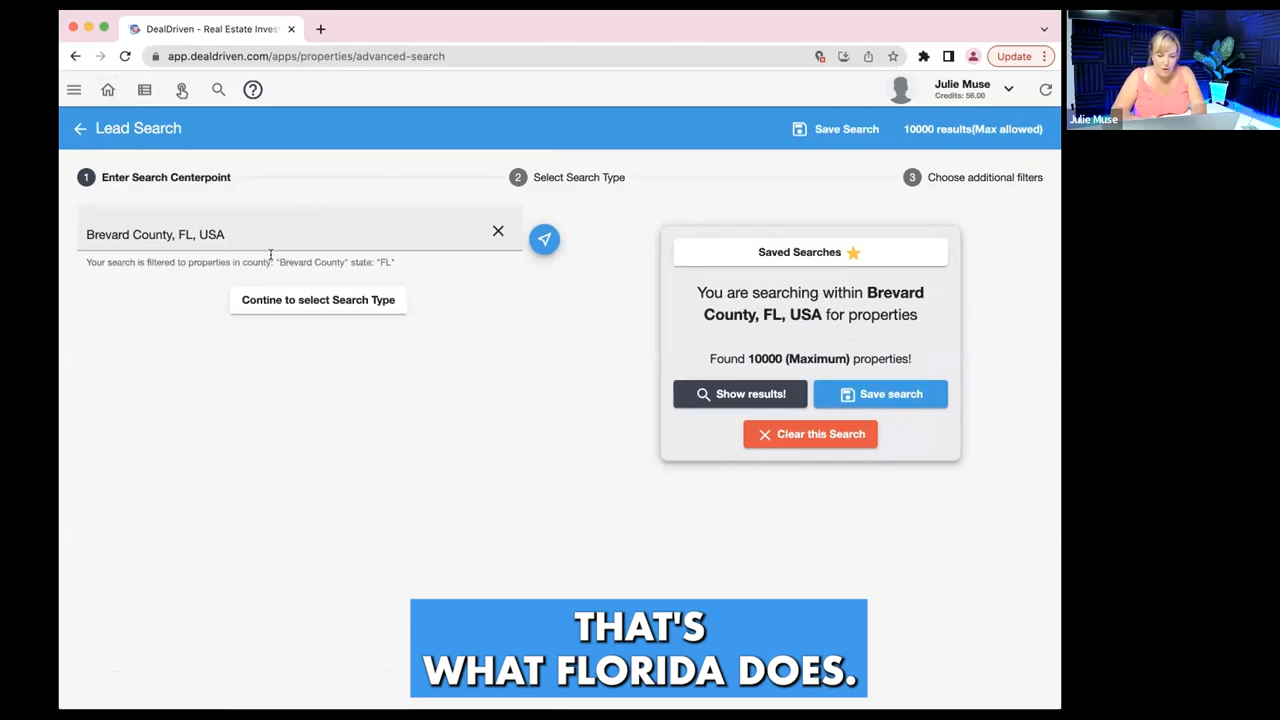 DealDriven - Real Estate Inves
app.dealdriven.com/apps/properties/advanced-search
Update
Julie Muse
Credits: 56.00
Julie Muse
Lead Search
Save Search
10000 results(Max allowed)
1 Enter Search Centerpoint
2 Select Search Type
3 Choose additional filters
Brevard County, FL, USA
Your search is filtered to properties in county: "Brevard County" state: "FL"
Contine to select Search Type
Saved Searches
You are searching within Brevard
County, FL, USA for properties
Found 10000 (Maximum) properties!
Show results!
Save search
Clear this Search
THAT'S
WHAT FLORIDA DOES.